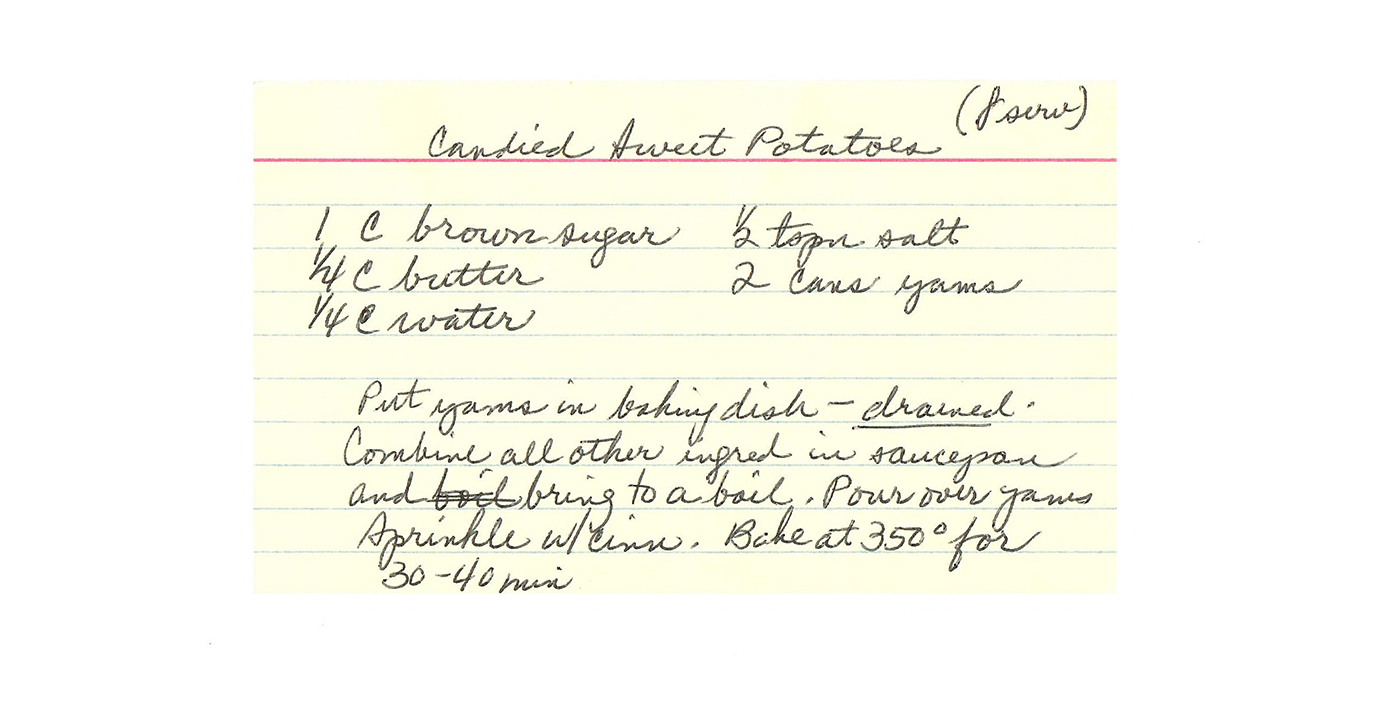 (8 serv)
Candied Sweet Potatoes
1 C brown sugar
1/4 C butter
1/4 C water
1/2 tspn salt
2 cans yams
Put yams in baking dish – drained.
Combine all other ingred in saucepan
and boil bring to a boil. Pour over yams
Sprinkle w/ cinn. Bake at 350° for
30-40 min